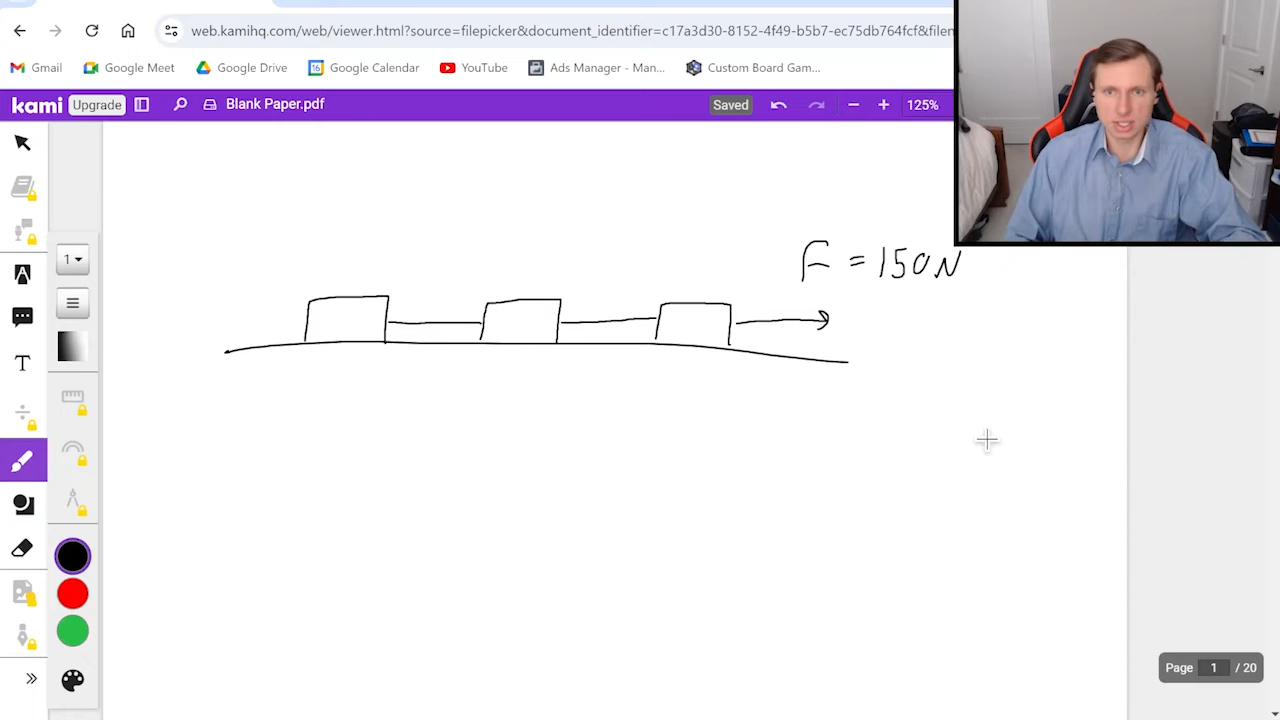 web.kamihq.com/web/viewer.html?source=filepicker&document_identifier=c17a3d30-8152-4f49-b5b7-ec75db764fcf&filen
Gmail Google Meet Google Drive 16 Google Calendar YouTube Ads Manager - Man... Custom Board Gam...
kami Upgrade Blank Paper.pdf Saved 125%
F = 150N
1
A
T
Page 1 / 20